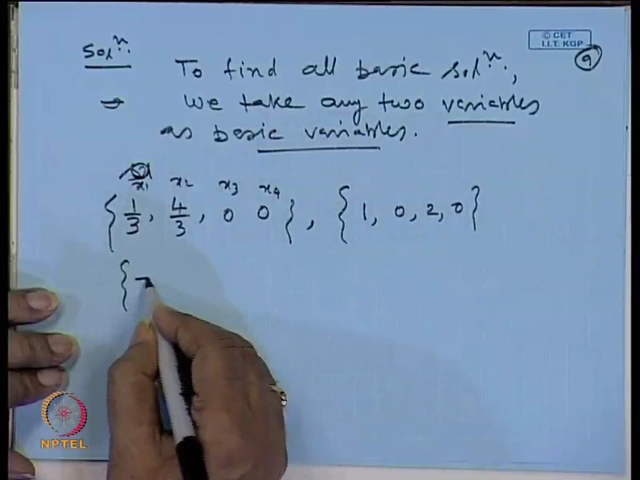 © CET
I.I.T. KGP
9
Solⁿ:
To find all basic solⁿ.,
⇒ We take any two variables
as basic variables.
x₁ x₂ x₃ x₄
{1/3, 4/3, 0 0}, {1, 0, 2, 0}
{-
NPTEL